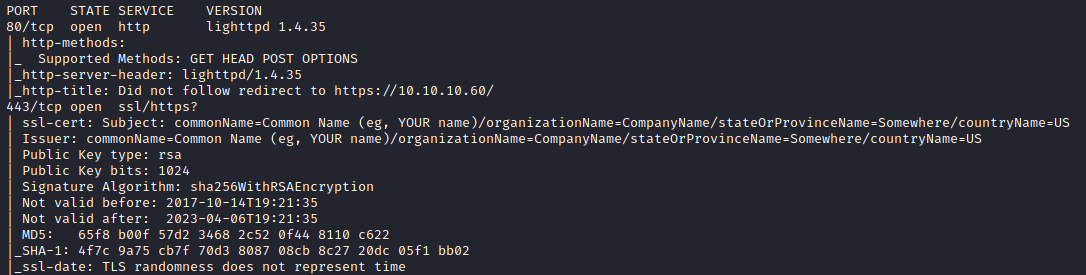 PORT    STATE SERVICE    VERSION
80/tcp  open  http       lighttpd 1.4.35
| http-methods:
|_  Supported Methods: GET HEAD POST OPTIONS
|_http-server-header: lighttpd/1.4.35
|_http-title: Did not follow redirect to https://10.10.10.60/
443/tcp open  ssl/https?
| ssl-cert: Subject: commonName=Common Name (eg, YOUR name)/organizationName=CompanyName/stateOrProvinceName=Somewhere/countryName=US
| Issuer: commonName=Common Name (eg, YOUR name)/organizationName=CompanyName/stateOrProvinceName=Somewhere/countryName=US
| Public Key type: rsa
| Public Key bits: 1024
| Signature Algorithm: sha256WithRSAEncryption
| Not valid before: 2017-10-14T19:21:35
| Not valid after:  2023-04-06T19:21:35
| MD5:   65f8 b00f 57d2 3468 2c52 0f44 8110 c622
|_SHA-1: 4f7c 9a75 cb7f 70d3 8087 08cb 8c27 20dc 05f1 bb02
|_ssl-date: TLS randomness does not represent time